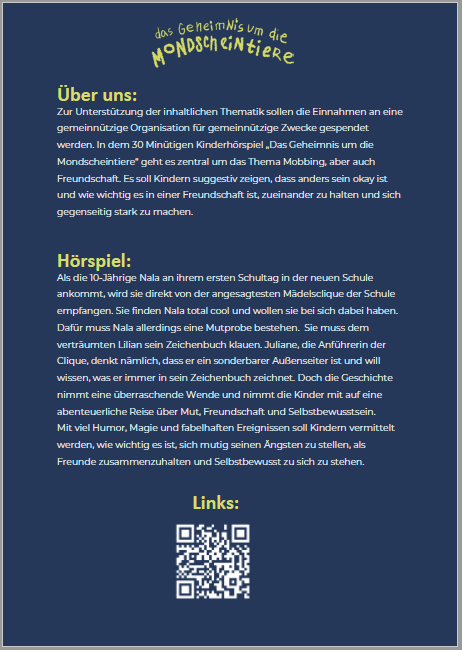 das Geheimnis um die
Mondscheintiere
Über uns:
Zur Unterstützung der inhaltlichen Thematik sollen die Einnahmen an eine
gemeinnützige Organisation für gemeinnützige Zwecke gespendet
werden. In dem 30 Minütigen Kinderhörspiel „Das Geheimnis um die
Mondscheintiere" geht es zentral um das Thema Mobbing, aber auch
Freundschaft. Es soll Kindern suggestiv zeigen, dass anders sein okay ist
und wie wichtig es in einer Freundschaft ist, zueinander zu halten und sich
gegenseitig stark zu machen.
Hörspiel:
Als die 10-Jährige Nala an ihrem ersten Schultag in der neuen Schule
ankommt, wird sie direkt von der angesagtesten Mädelsclique der Schule
empfangen. Sie finden Nala total cool und wollen sie bei sich dabei haben.
Dafür muss Nala allerdings eine Mutprobe bestehen. Sie muss dem
verträumten Lilian sein Zeichenbuch klauen. Juliane, die Anführerin der
Clique, denkt nämlich, dass er ein sonderbarer Außenseiter ist und will
wissen, was er immer in sein Zeichenbuch zeichnet. Doch die Geschichte
nimmt eine überraschende Wende und nimmt die Kinder mit auf eine
abenteuerliche Reise über Mut, Freundschaft und Selbstbewusstsein.
Mit viel Humor, Magie und fabelhaften Ereignissen soll Kindern vermittelt
werden, wie wichtig es ist, sich mutig seinen Ängsten zu stellen, als
Freunde zusammenzuhalten und Selbstbewusst zu sich zu stehen.
Links: